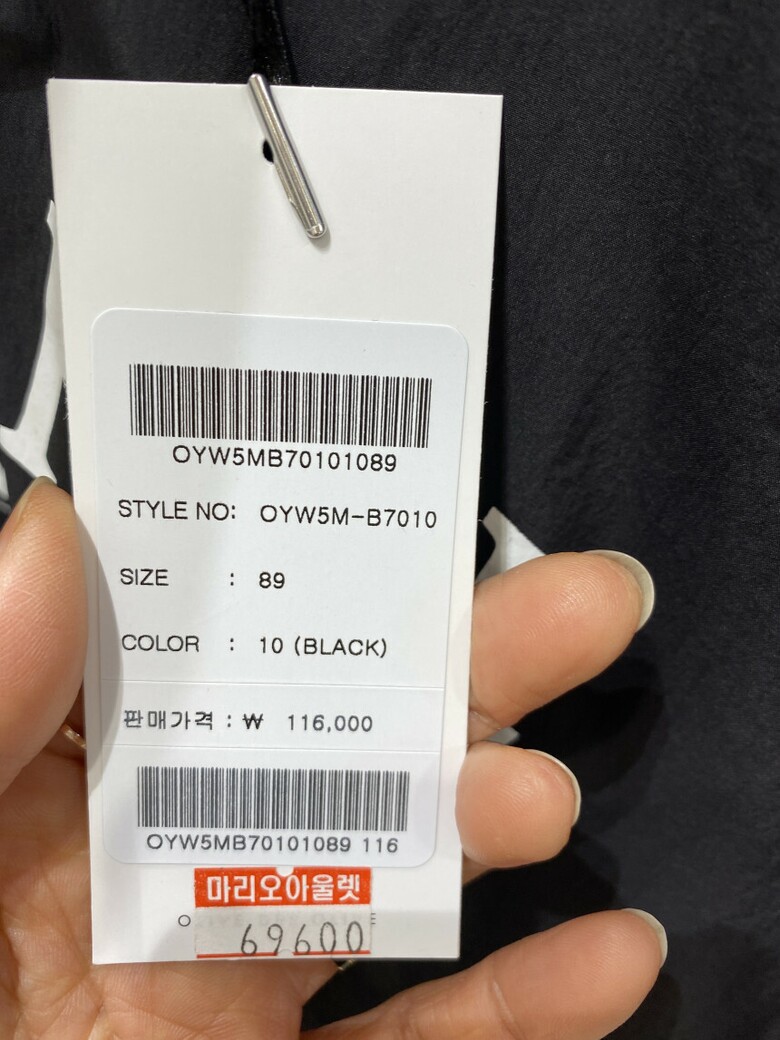 OYW5MB70101089
STYLE NO: OYW5M-B7010
SIZE : 89
COLOR : 10 (BLACK)
판매가격 : ₩ 116,000
OYW5MB70101089 116
마리오아울렛
69600